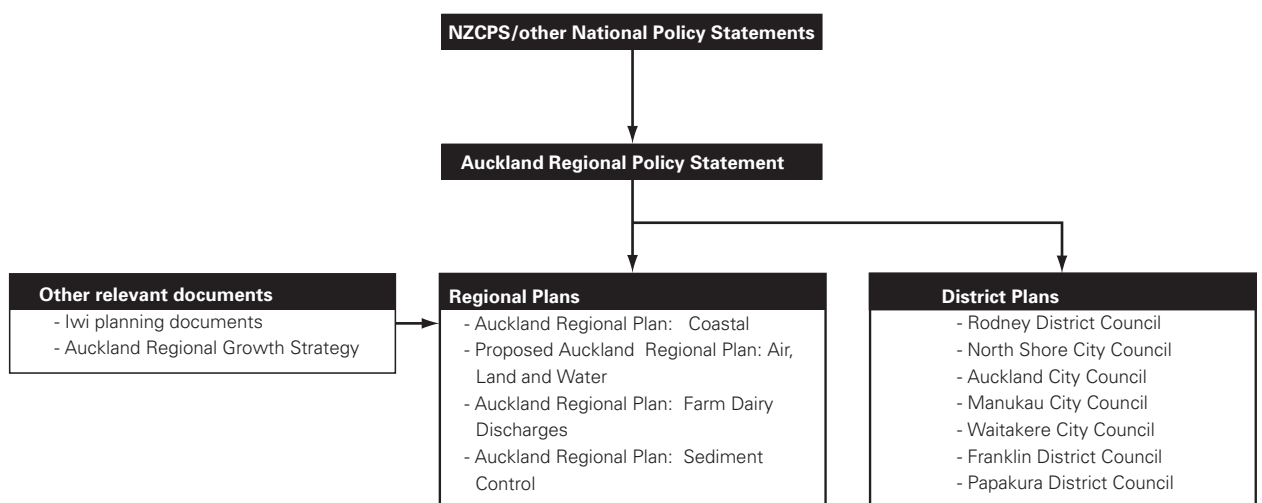 NZCPS/other National Policy Statements
Auckland Regional Policy Statement
Other relevant documents
- Iwi planning documents
- Auckland Regional Growth Strategy
Regional Plans
- Auckland Regional Plan: Coastal
- Proposed Auckland Regional Plan: Air,
Land and Water
- Auckland Regional Plan: Farm Dairy
Discharges
- Auckland Regional Plan: Sediment
Control
District Plans
- Rodney District Council
- North Shore City Council
- Auckland City Council
- Manukau City Council
- Waitakere City Council
- Franklin District Council
- Papakura District Council